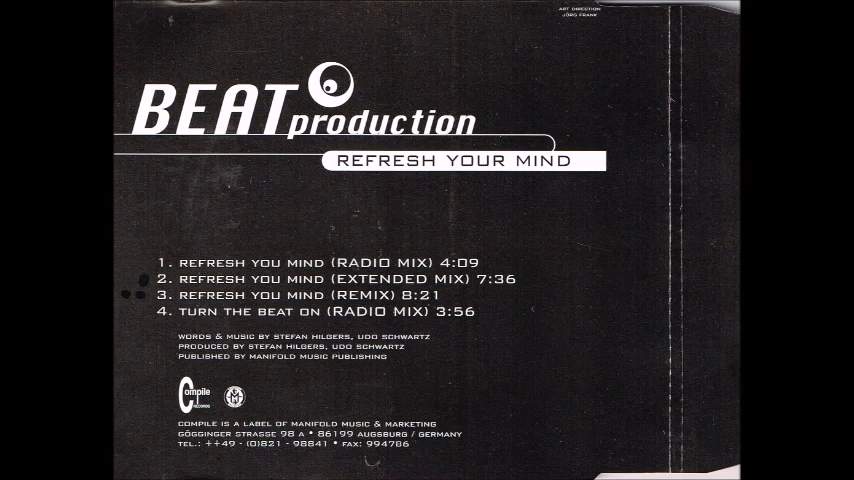 ART DIRECTION
JÖRG FRANK
BEAT production
REFRESH YOUR MIND
1. REFRESH YOU MIND (RADIO MIX) 4:09
2. REFRESH YOU MIND (EXTENDED MIX) 7:36
3. REFRESH YOU MIND (REMIX) 8:21
4. TURN THE BEAT ON (RADIO MIX) 3:56
WORDS & MUSIC BY STEFAN HILGERS, UDO SCHWARTZ
PRODUCED BY STEFAN HILGERS, UDO SCHWARTZ
PUBLISHED BY MANIFOLD MUSIC PUBLISHING
Compile
RECORDS
COMPILE IS A LABEL OF MANIFOLD MUSIC & MARKETING
GÖGGINGER STRASSE 98 A • 86199 AUGSBURG / GERMANY
TEL.: ++49 - (0)821 - 98841 • FAX: 994786